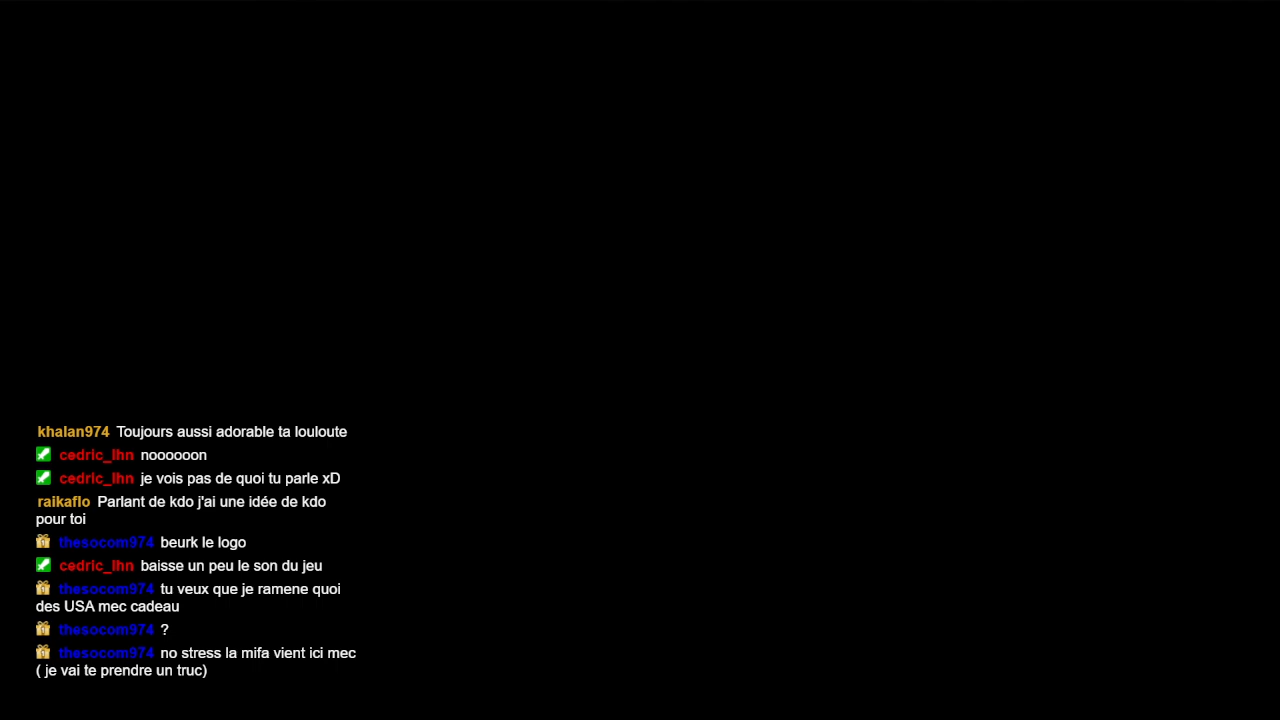 khalan974 Toujours aussi adorable ta louloute
cedric_lhn noooooon
cedric_lhn je vois pas de quoi tu parle xD
raikaflo Parlant de kdo j'ai une idée de kdo
pour toi
thesocom974 beurk le logo
cedric_lhn baisse un peu le son du jeu
thesocom974 tu veux que je ramene quoi
des USA mec cadeau
thesocom974 ?
thesocom974 no stress la mifa vient ici mec
( je vai te prendre un truc)